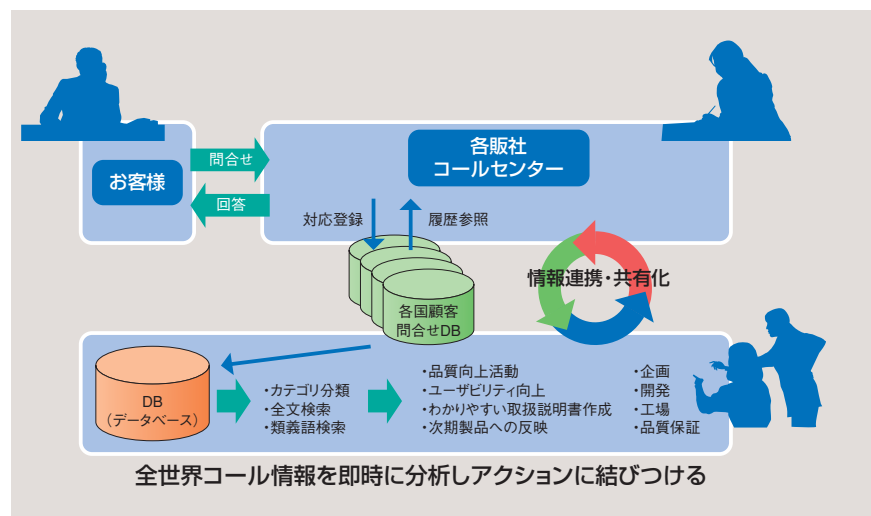 お客様
問合せ
回答
各販社
コールセンター
対応登録
履歴参照
各国顧客
問合せDB
情報連携・共有化
DB
（データベース）
・カテゴリ分類
・全文検索
・類義語検索
・品質向上活動
・ユーザビリティ向上
・わかりやすい取扱説明書作成
・次期製品への反映
・企画
・開発
・工場
・品質保証
全世界コール情報を即時に分析しアクションに結びつける